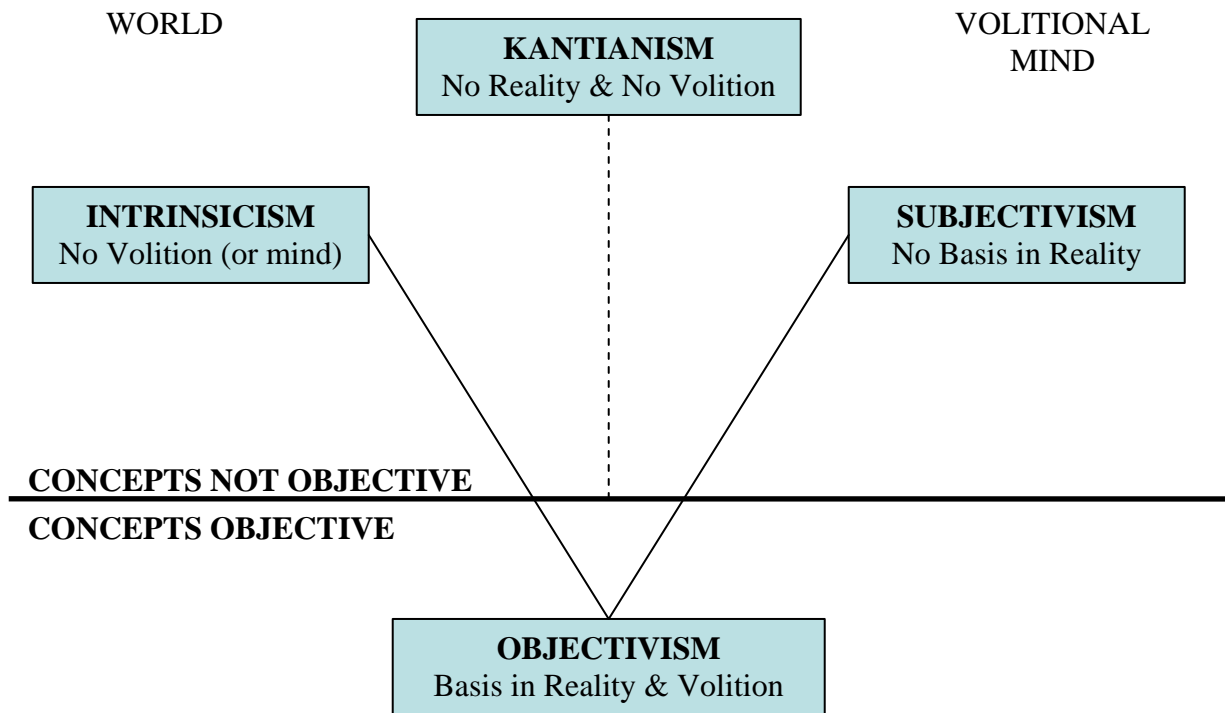 WORLD
KANTIANISM
No Reality & No Volition
VOLITIONAL
MIND
INTRINSICISM
No Volition (or mind)
SUBJECTIVISM
No Basis in Reality
CONCEPTS NOT OBJECTIVE
CONCEPTS OBJECTIVE
OBJECTIVISM
Basis in Reality & Volition